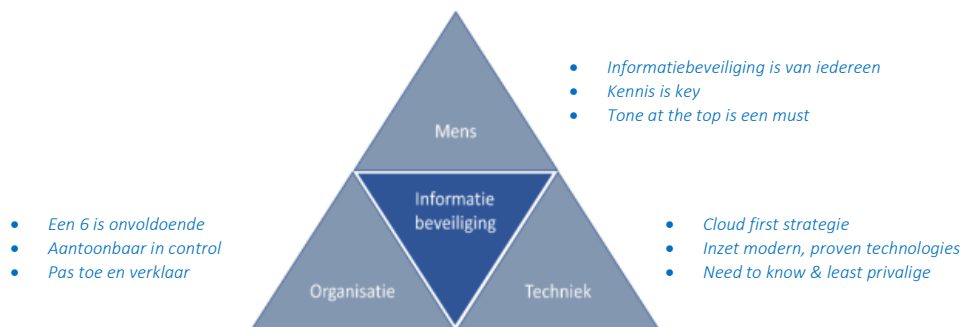 Informatiebeveiliging is van iedereen
Kennis is key
Tone at the top is een must
Mens
Informatie
beveiliging
Een 6 is onvoldoende
Aantoonbaar in control
Pas toe en verklaar
Cloud first strategie
Inzet modern, proven technologies
Need to know & least privalige
Organisatie
Techniek